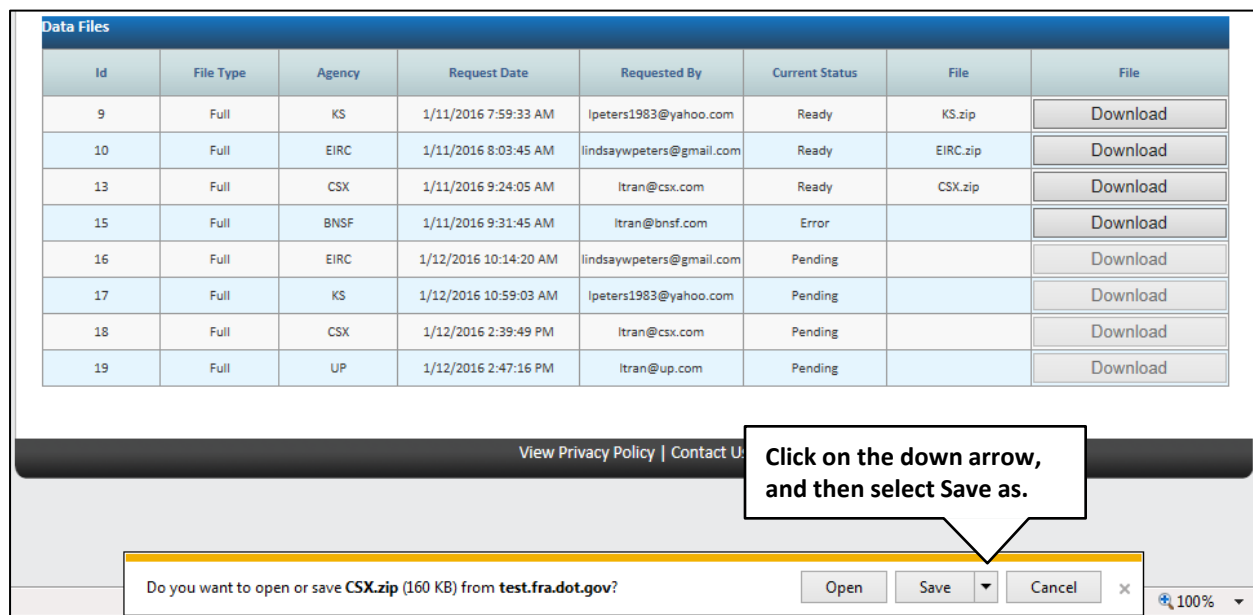 Data Files
Id File Type Agency Request Date Requested By Current Status File File
9 Full KS 1/11/2016 7:59:33 AM lpeters1983@yahoo.com Ready KS.zip Download
10 Full EIRC 1/11/2016 8:03:45 AM lindsaywpeters@gmail.com Ready EIRC.zip Download
13 Full CSX 1/11/2016 9:24:05 AM ltran@csx.com Ready CSX.zip Download
15 Full BNSF 1/11/2016 9:31:45 AM ltran@bnsf.com Error Download
16 Full EIRC 1/12/2016 10:14:20 AM lindsaywpeters@gmail.com Pending Download
17 Full KS 1/12/2016 10:59:03 AM lpeters1983@yahoo.com Pending Download
18 Full CSX 1/12/2016 2:39:49 PM ltran@csx.com Pending Download
19 Full UP 1/12/2016 2:47:16 PM ltran@up.com Pending Download
View Privacy Policy | Contact U
Click on the down arrow,
and then select Save as.
Do you want to open or save CSX.zip (160 KB) from test.fra.dot.gov? Open Save Cancel ×
100%